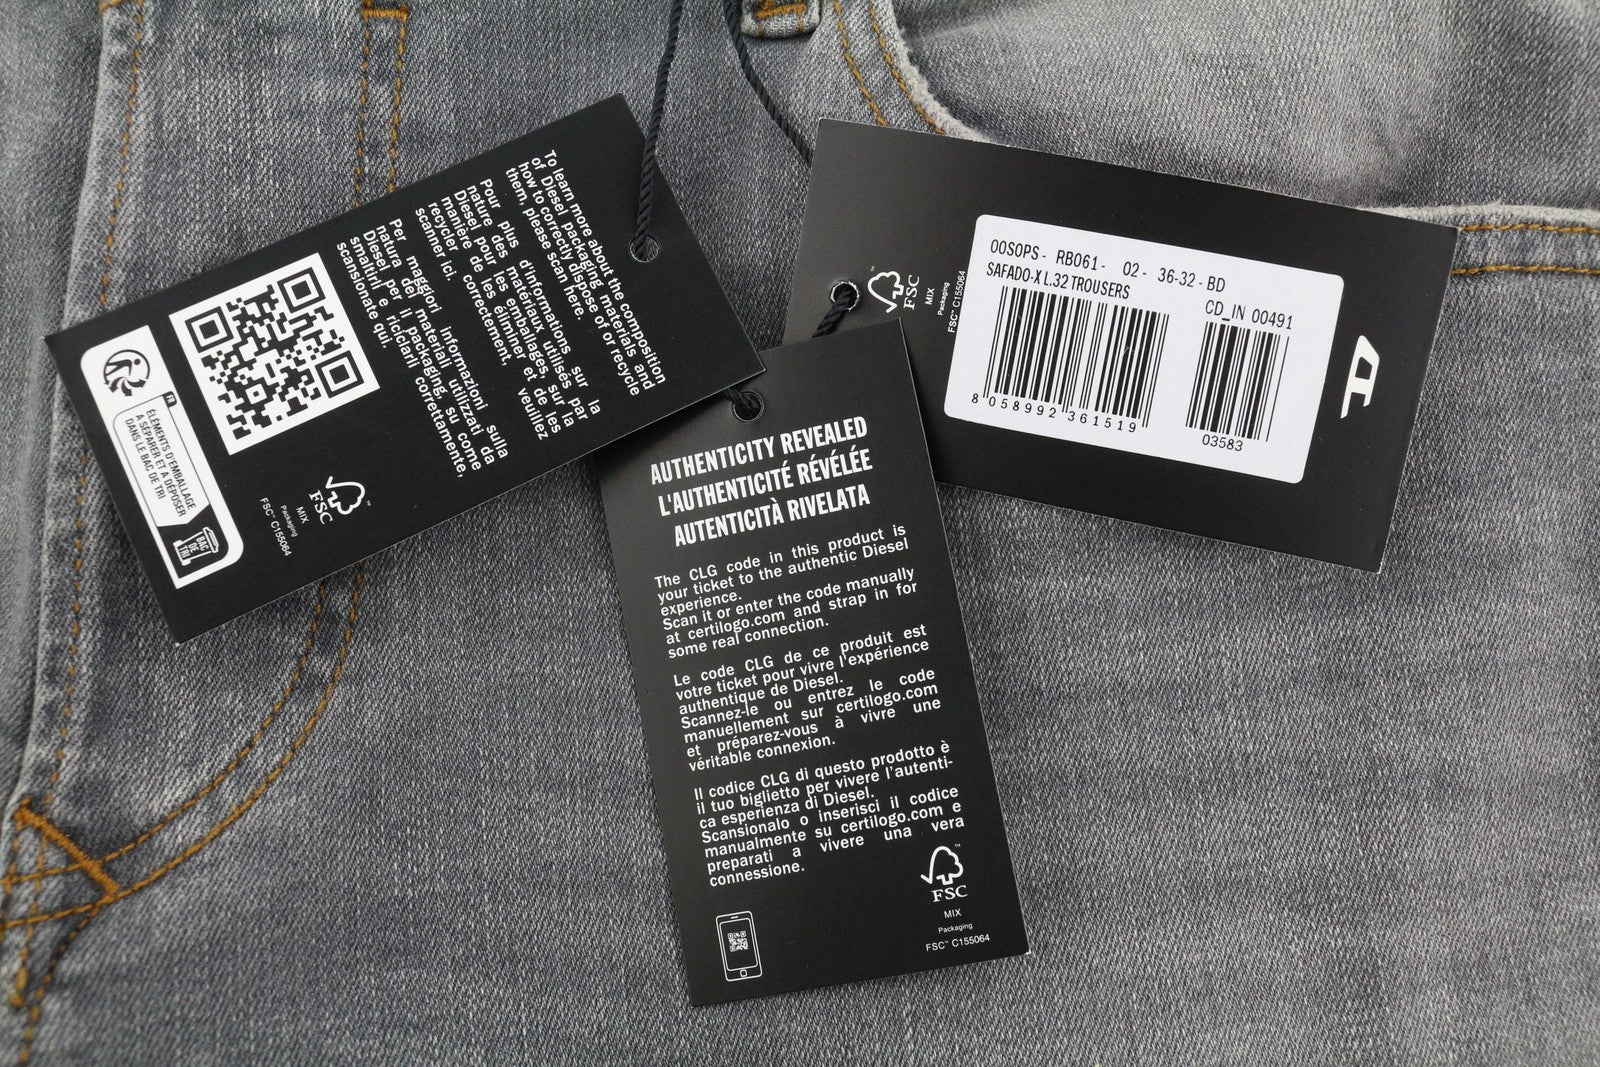 To learn more about the composition
of Diesel packaging materials and
how to correctly dispose of or recycle
them, please scan here.
Pour plus d'informations sur la
nature des matériaux utilisés par
Diesel pour les emballages, sur la
manière de les éliminer et de les
recycler correctement, veuillez
scanner ici.
Per maggiori informazioni sulla
natura dei materiali utilizzati da
Diesel per il packaging, su come
smaltirli e riciclarli correttamente,
scansionate qui.
FR
ÉLÉMENTS D'EMBALLAGE
À SÉPARER ET À DÉPOSER
DANS LE BAC DE TRI
BAC
DE
TRI
™
FSC
MIX
Packaging
FSC™ C155064
AUTHENTICITY REVEALED
L'AUTHENTICITÉ RÉVÉLÉE
AUTENTICITÀ RIVELATA
The CLG code in this product is
your ticket to the authentic Diesel
experience.
Scan it or enter the code manually
at certilogo.com and strap in for
some real connection.
Le code CLG de ce produit est
votre ticket pour vivre l'expérience
authentique de Diesel.
Scannez-le ou entrez le code
manuellement sur certilogo.com
et préparez-vous à vivre une
véritable connexion.
Il codice CLG di questo prodotto è
il tuo biglietto per vivere l'autenti-
ca esperienza di Diesel.
Scansionalo o inserisci il codice
manualmente su certilogo.com e
preparati a vivere una vera
connessione.
™
FSC
MIX
Packaging
FSC™ C155064
™
FSC
MIX
Packaging
FSC™ C155064
00S0PS - RB061 - 02 - 36-32 - BD
SAFADO-X L.32 TROUSERS
CD_IN 00491
8 058992 361519
03583
D